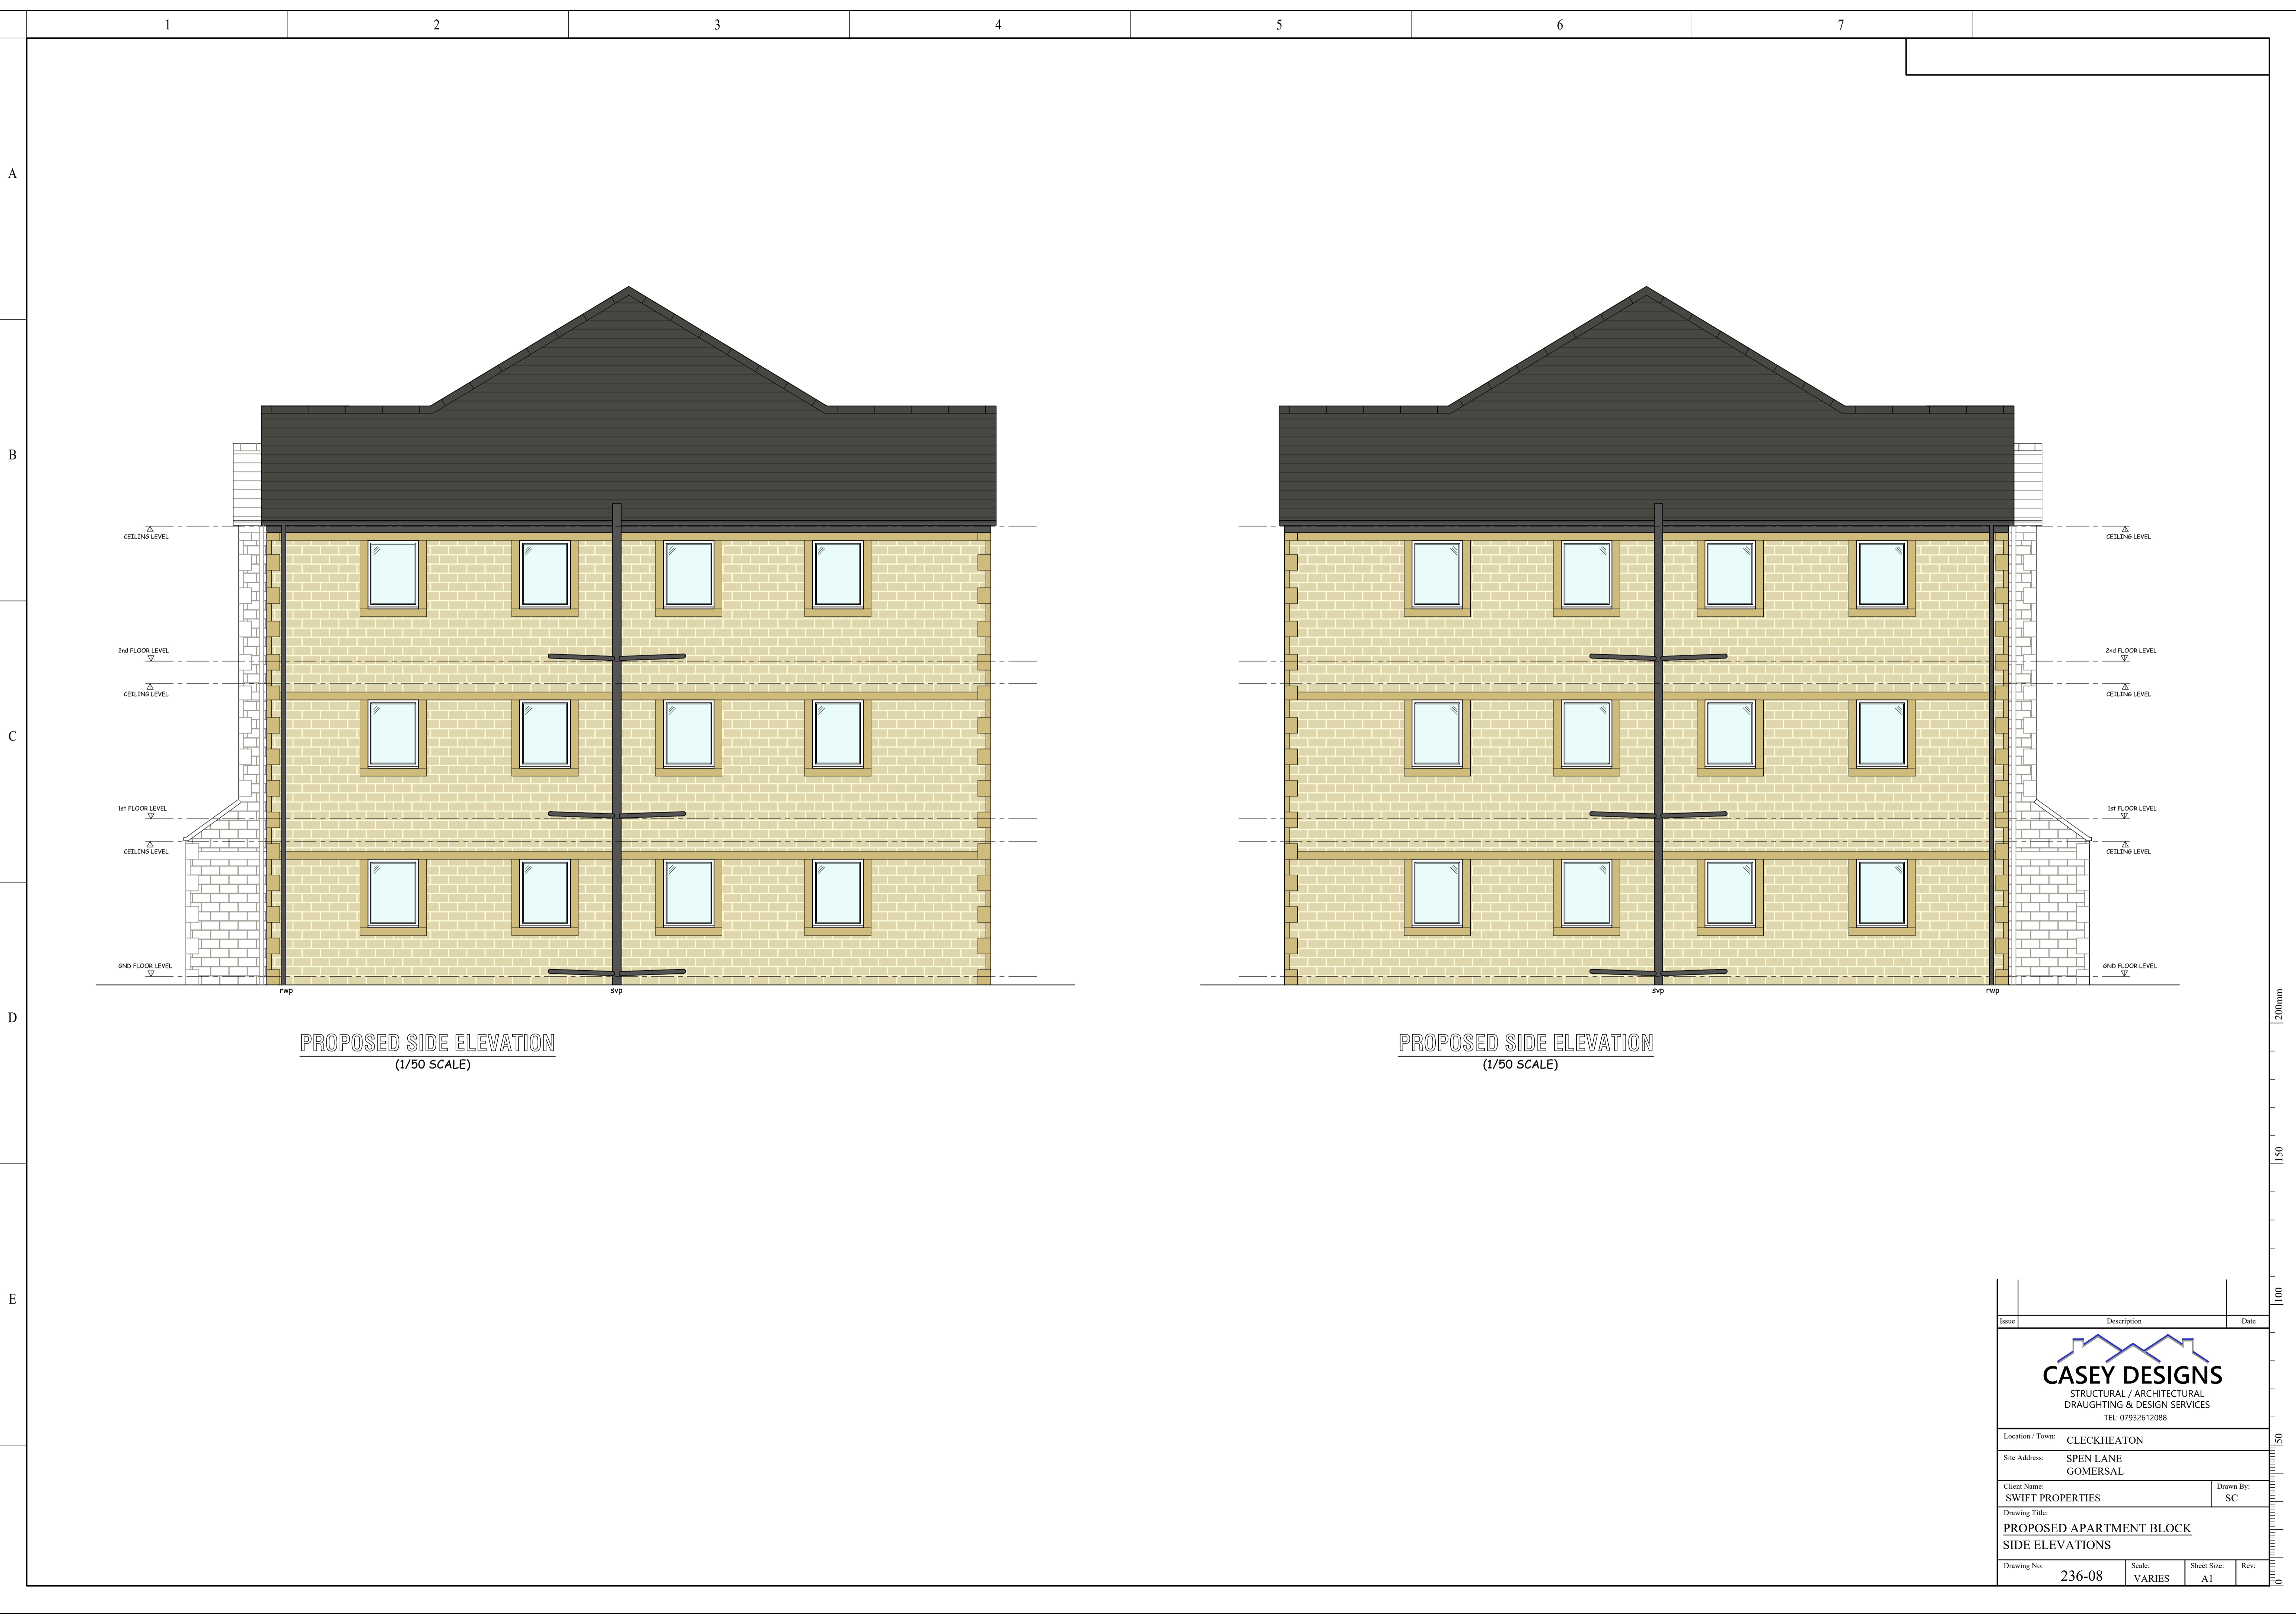 1 2 3 4 5 6 7
A
B
C
D
E
CEILING LEVEL
2nd FLOOR LEVEL
CEILING LEVEL
1st FLOOR LEVEL
CEILING LEVEL
GND FLOOR LEVEL
rwp
svp
PROPOSED SIDE ELEVATION
(1/50 SCALE)
CEILING LEVEL
2nd FLOOR LEVEL
CEILING LEVEL
1st FLOOR LEVEL
CEILING LEVEL
GND FLOOR LEVEL
svp
rwp
PROPOSED SIDE ELEVATION
(1/50 SCALE)
200mm
150
100
50
0
Issue Description Date
CASEY DESIGNS
STRUCTURAL / ARCHITECTURAL
DRAUGHTING & DESIGN SERVICES
TEL: 07932612088
Location / Town: CLECKHEATON
Site Address: SPEN LANE
GOMERSAL
Client Name: Drawn By:
SWIFT PROPERTIES SC
Drawing Title:
PROPOSED APARTMENT BLOCK
SIDE ELEVATIONS
Drawing No: Scale: Sheet Size: Rev:
236-08 VARIES A1